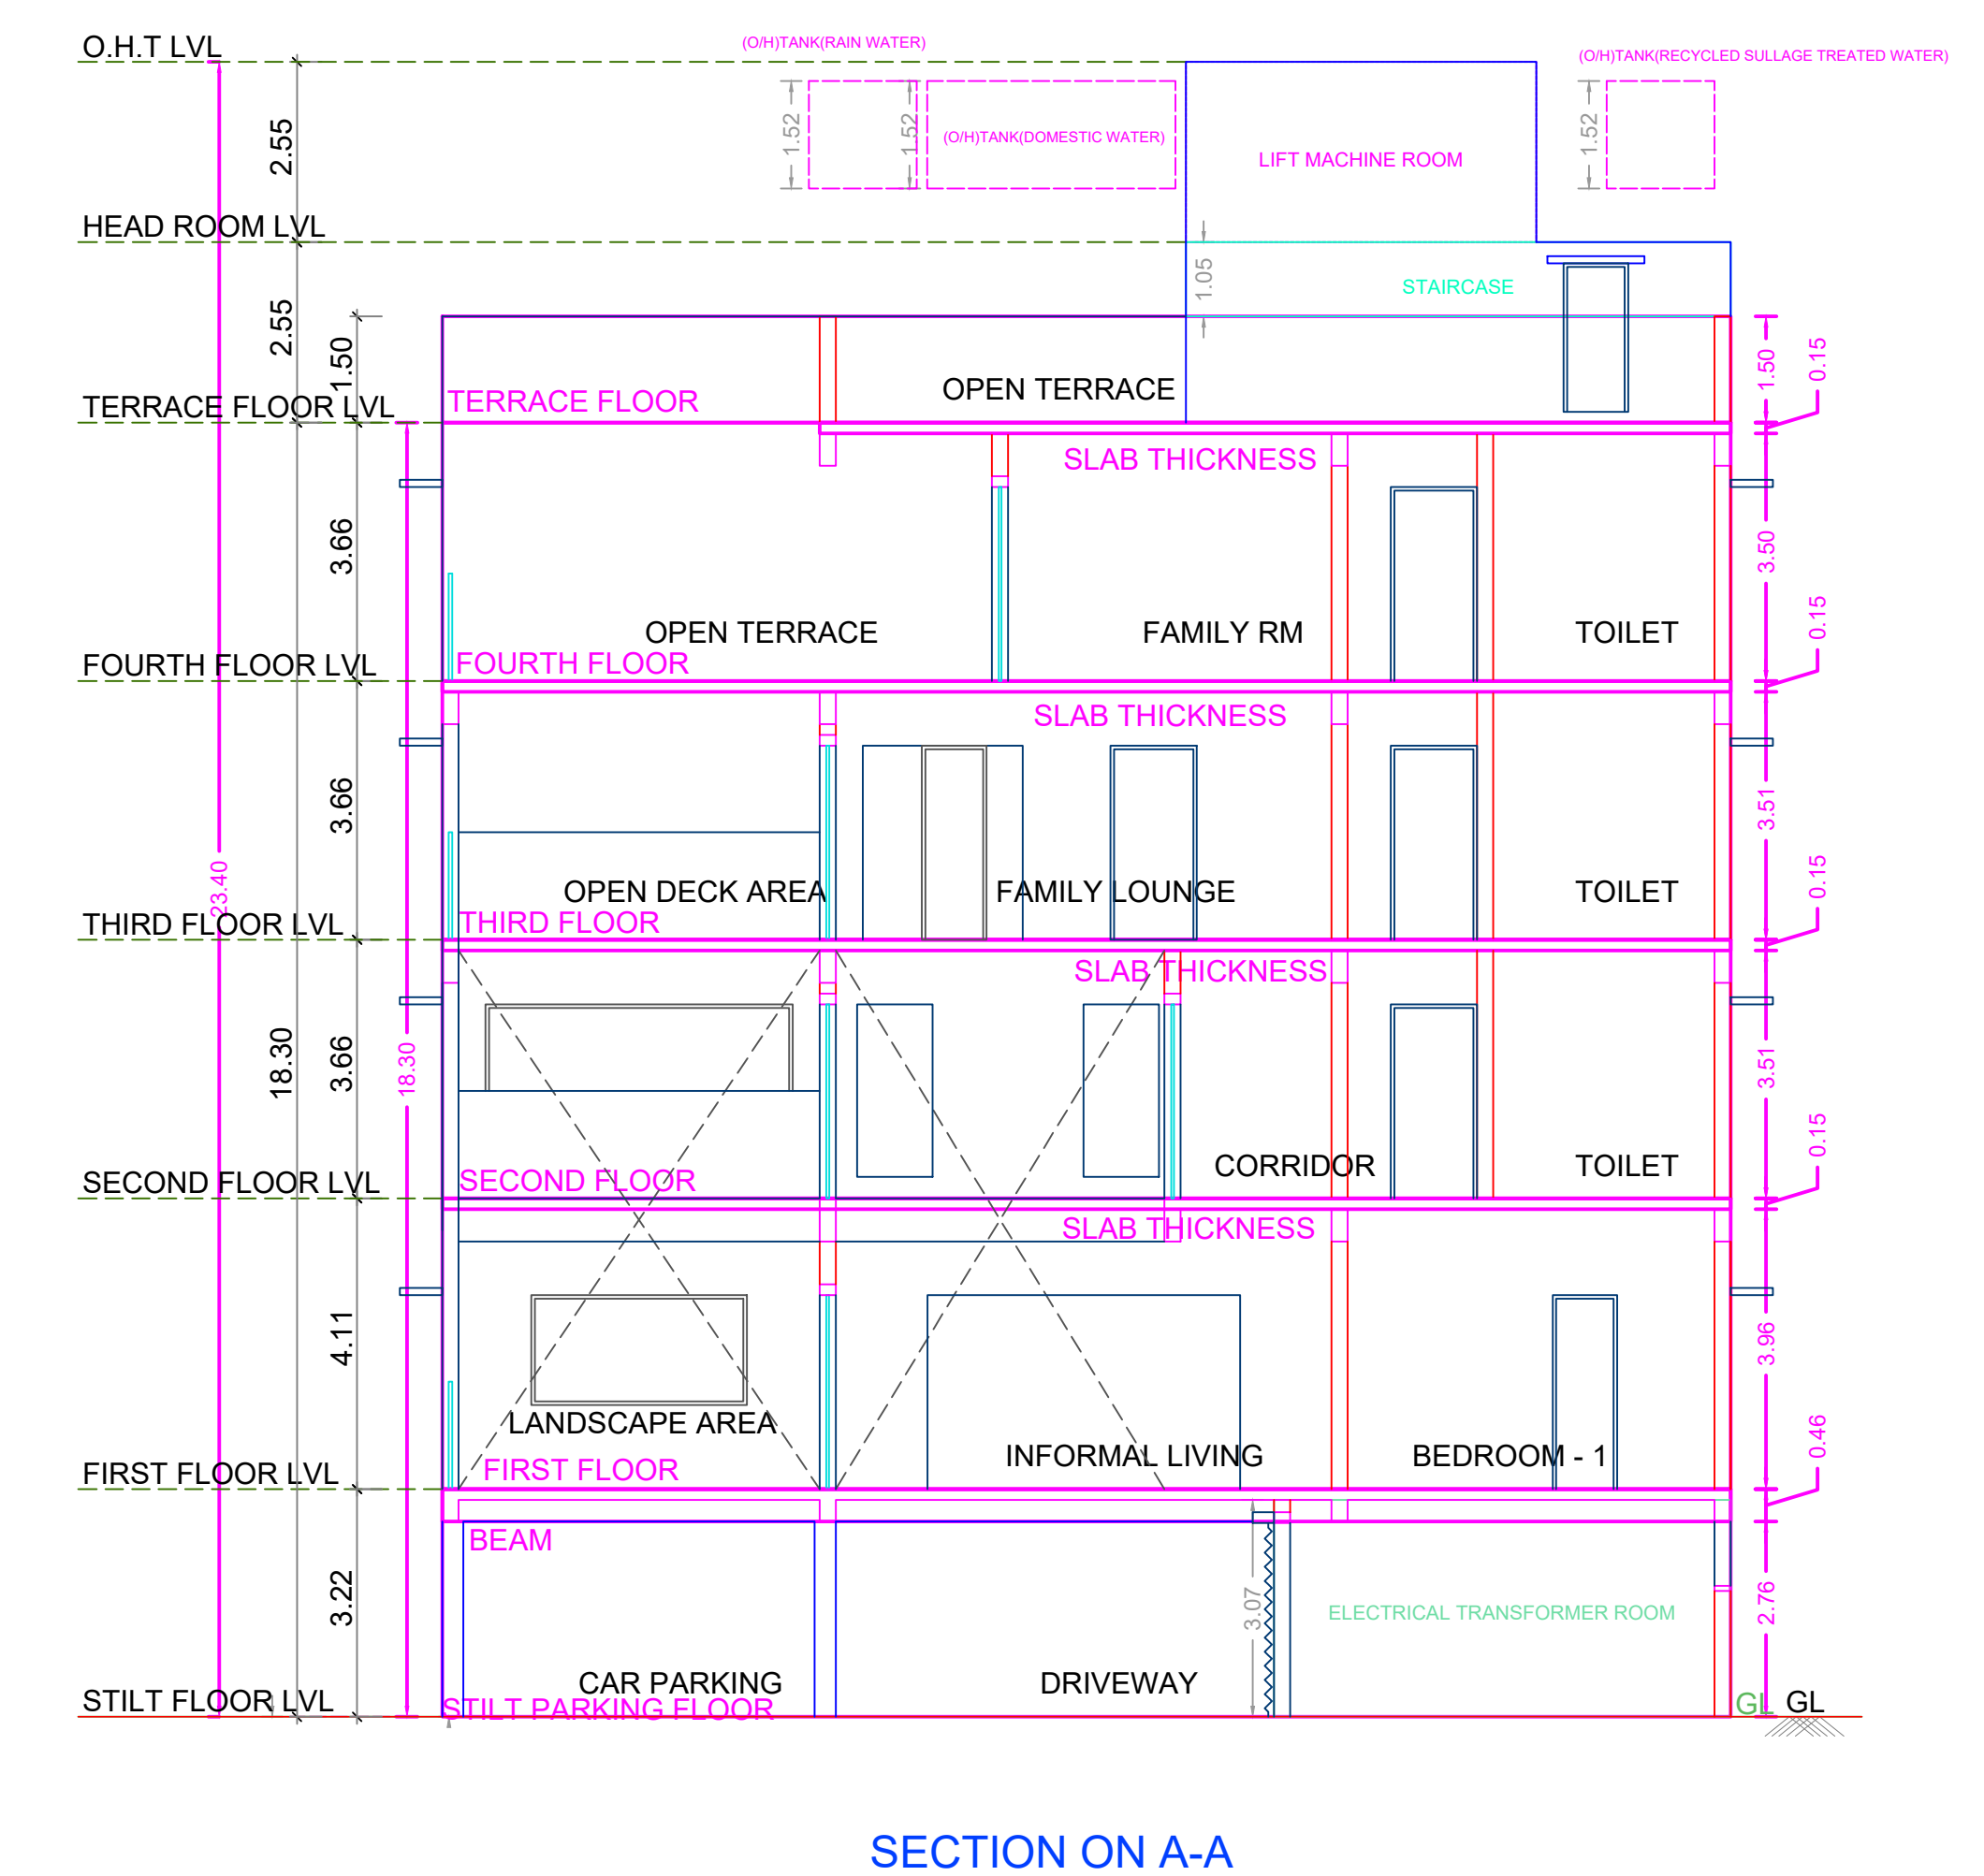 O.H.T LVL
(O/H)TANK(RAIN WATER)
(O/H)TANK(RECYCLED SULLAGE TREATED WATER)
2.55
1.52
1.52
(O/H)TANK(DOMESTIC WATER)
LIFT MACHINE ROOM
1.52
HEAD ROOM LVL
1.05
STAIRCASE
2.55
1.50
1.50
0.15
OPEN TERRACE
TERRACE FLOOR LVL
TERRACE FLOOR
SLAB THICKNESS
3.66
3.50
0.15
OPEN TERRACE
FAMILY RM
TOILET
FOURTH FLOOR LVL
FOURTH FLOOR
SLAB THICKNESS
3.66
3.51
0.15
23.40
OPEN DECK AREA
FAMILY LOUNGE
TOILET
THIRD FLOOR LVL
THIRD FLOOR
SLAB THICKNESS
18.30
3.66
18.30
3.51
0.15
CORRIDOR
TOILET
SECOND FLOOR LVL
SECOND FLOOR
SLAB THICKNESS
4.11
3.96
0.46
LANDSCAPE AREA
INFORMAL LIVING
BEDROOM - 1
FIRST FLOOR LVL
FIRST FLOOR
BEAM
3.22
3.07
ELECTRICAL TRANSFORMER ROOM
2.76
CAR PARKING
DRIVEWAY
STILT FLOOR LVL
STILT PARKING FLOOR
GL
GL
SECTION ON A-A